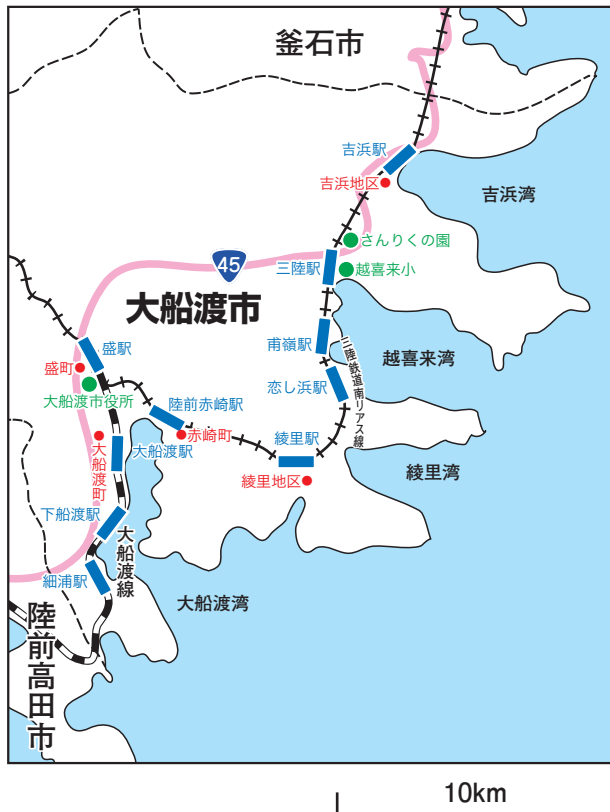 釜石市
吉浜駅
吉浜地区
吉浜湾
さんりくの園
45
三陸駅
越喜来小
大船渡市
甫嶺駅
越喜来湾
三陸鉄道南リアス線
盛駅
盛町
恋し浜駅
大船渡市役所
陸前赤崎駅
赤崎町
大船渡駅
大船渡町
綾里駅
綾里湾
綾里地区
下船渡駅
大船渡線
細浦駅
大船渡湾
陸前高田市
10km